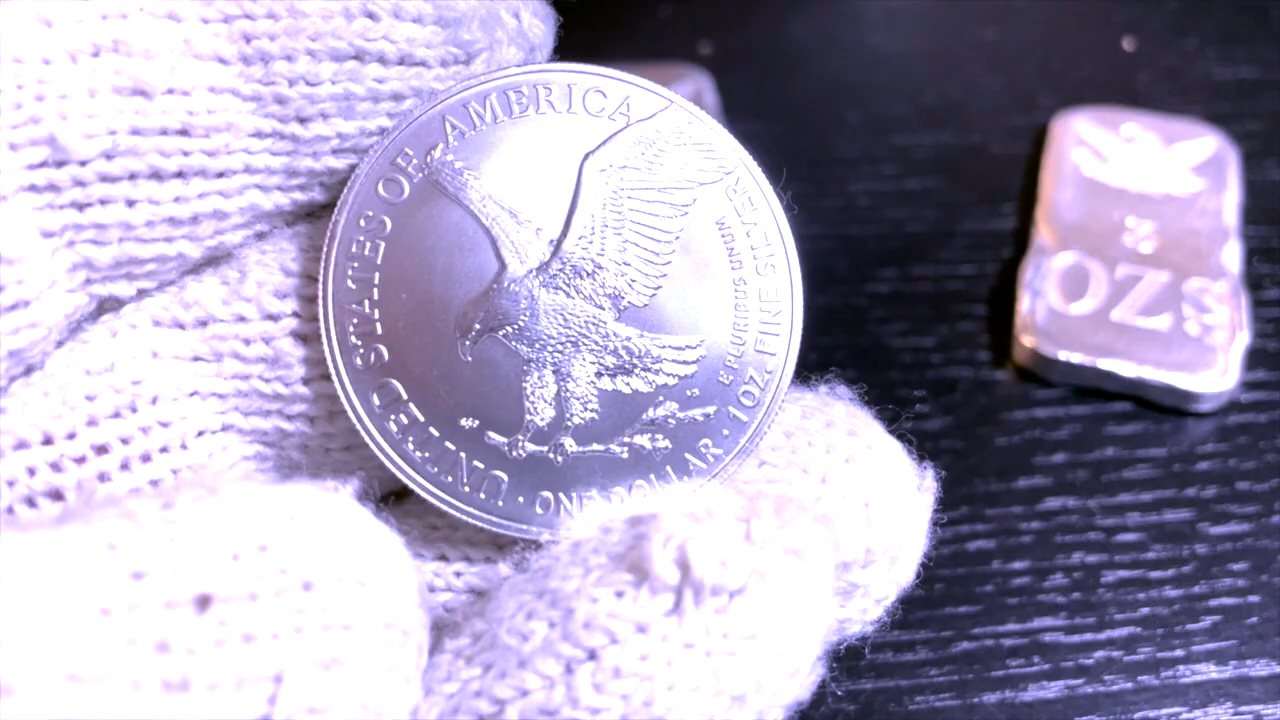 UNITED STATES OF AMERICA
E PLURIBUS UNUM
· 1 OZ. FINE SILVER
· ONE DOLLAR
OZS